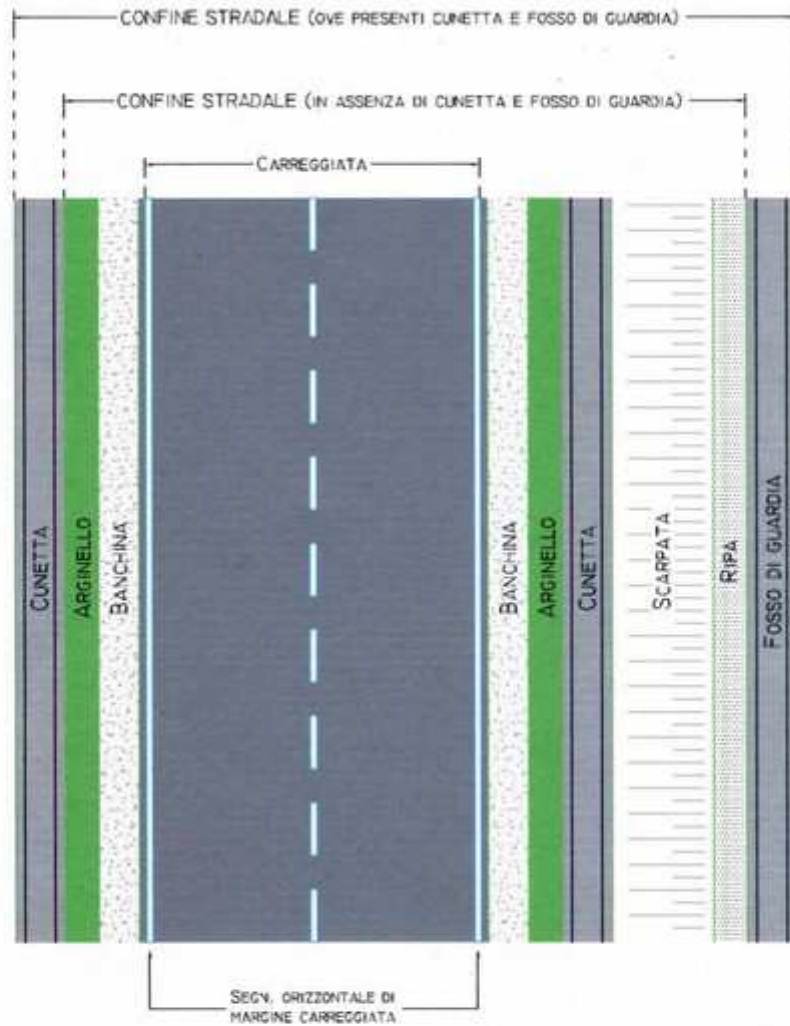 CONFINE STRADALE (OVE PRESENTI CUNETTA E FOSSO DI GUARDIA)
CONFINE STRADALE (IN ASSENZA DI CUNETTA E FOSSO DI GUARDIA)
CARREGGIATA
CUNETTA
ARGINELLO
BANCHINA
BANCHINA
ARGINELLO
CUNETTA
SCARPATA
RIPA
FOSSO DI GUARDIA
SEGN. ORIZZONTALE DI
MARGINE CARREGGIATA